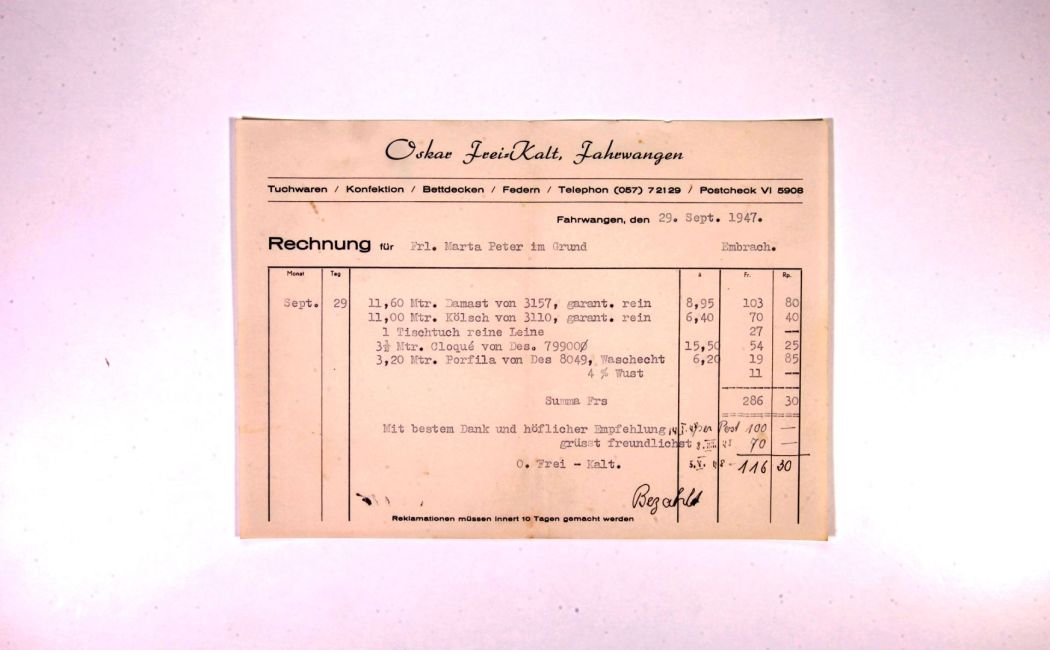 Oskar Frei-Kalt, Fahrwangen
Tuchwaren / Konfektion / Bettdecken / Federn / Telephon (057) 7 21 29 / Postcheck VI 5908
Fahrwangen, den 29. Sept. 1947.
Rechnung für Frl. Marta Peter im Grund Embrach.
Monat Tag à Fr. Rp.
Sept. 29 11,60 Mtr. Damast von 3157, garant. rein 8,95 103 80
11,00 Mtr. Kölsch von 3110, garant. rein 6,40 70 40
1 Tischtuch reine Leine 27 —
3½ Mtr. Cloqué von Des. 79900 15,50 54 25
3,20 Mtr. Porfila von Des 8049, Waschecht 6,20 19 85
4 % Wust 11 —
Summa Frs 286 30
Mit bestem Dank und höflicher Empfehlung per Post 100 —
grüsst freundlichst 70 —
O. Frei - Kalt. 116 30
Bezahlt
Reklamationen müssen innert 10 Tagen gemacht werden